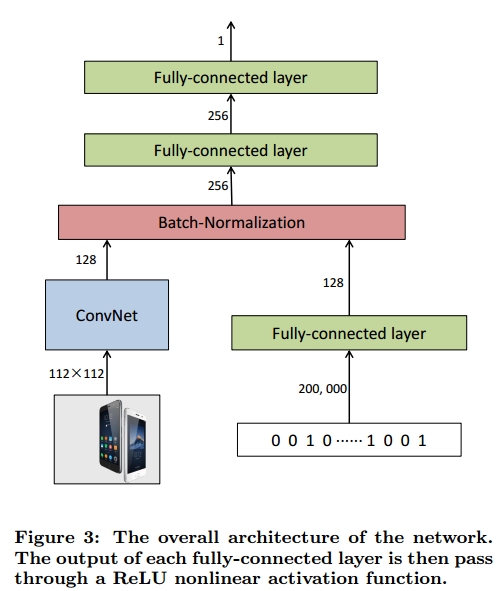 1
Fully-connected layer
256
Fully-connected layer
256
Batch-Normalization
128
128
ConvNet
Fully-connected layer
112×112
200, 000
0 0 1 0 ······ 1 0 0 1
Figure 3: The overall architecture of the network.
The output of each fully-connected layer is then pass
through a ReLU nonlinear activation function.